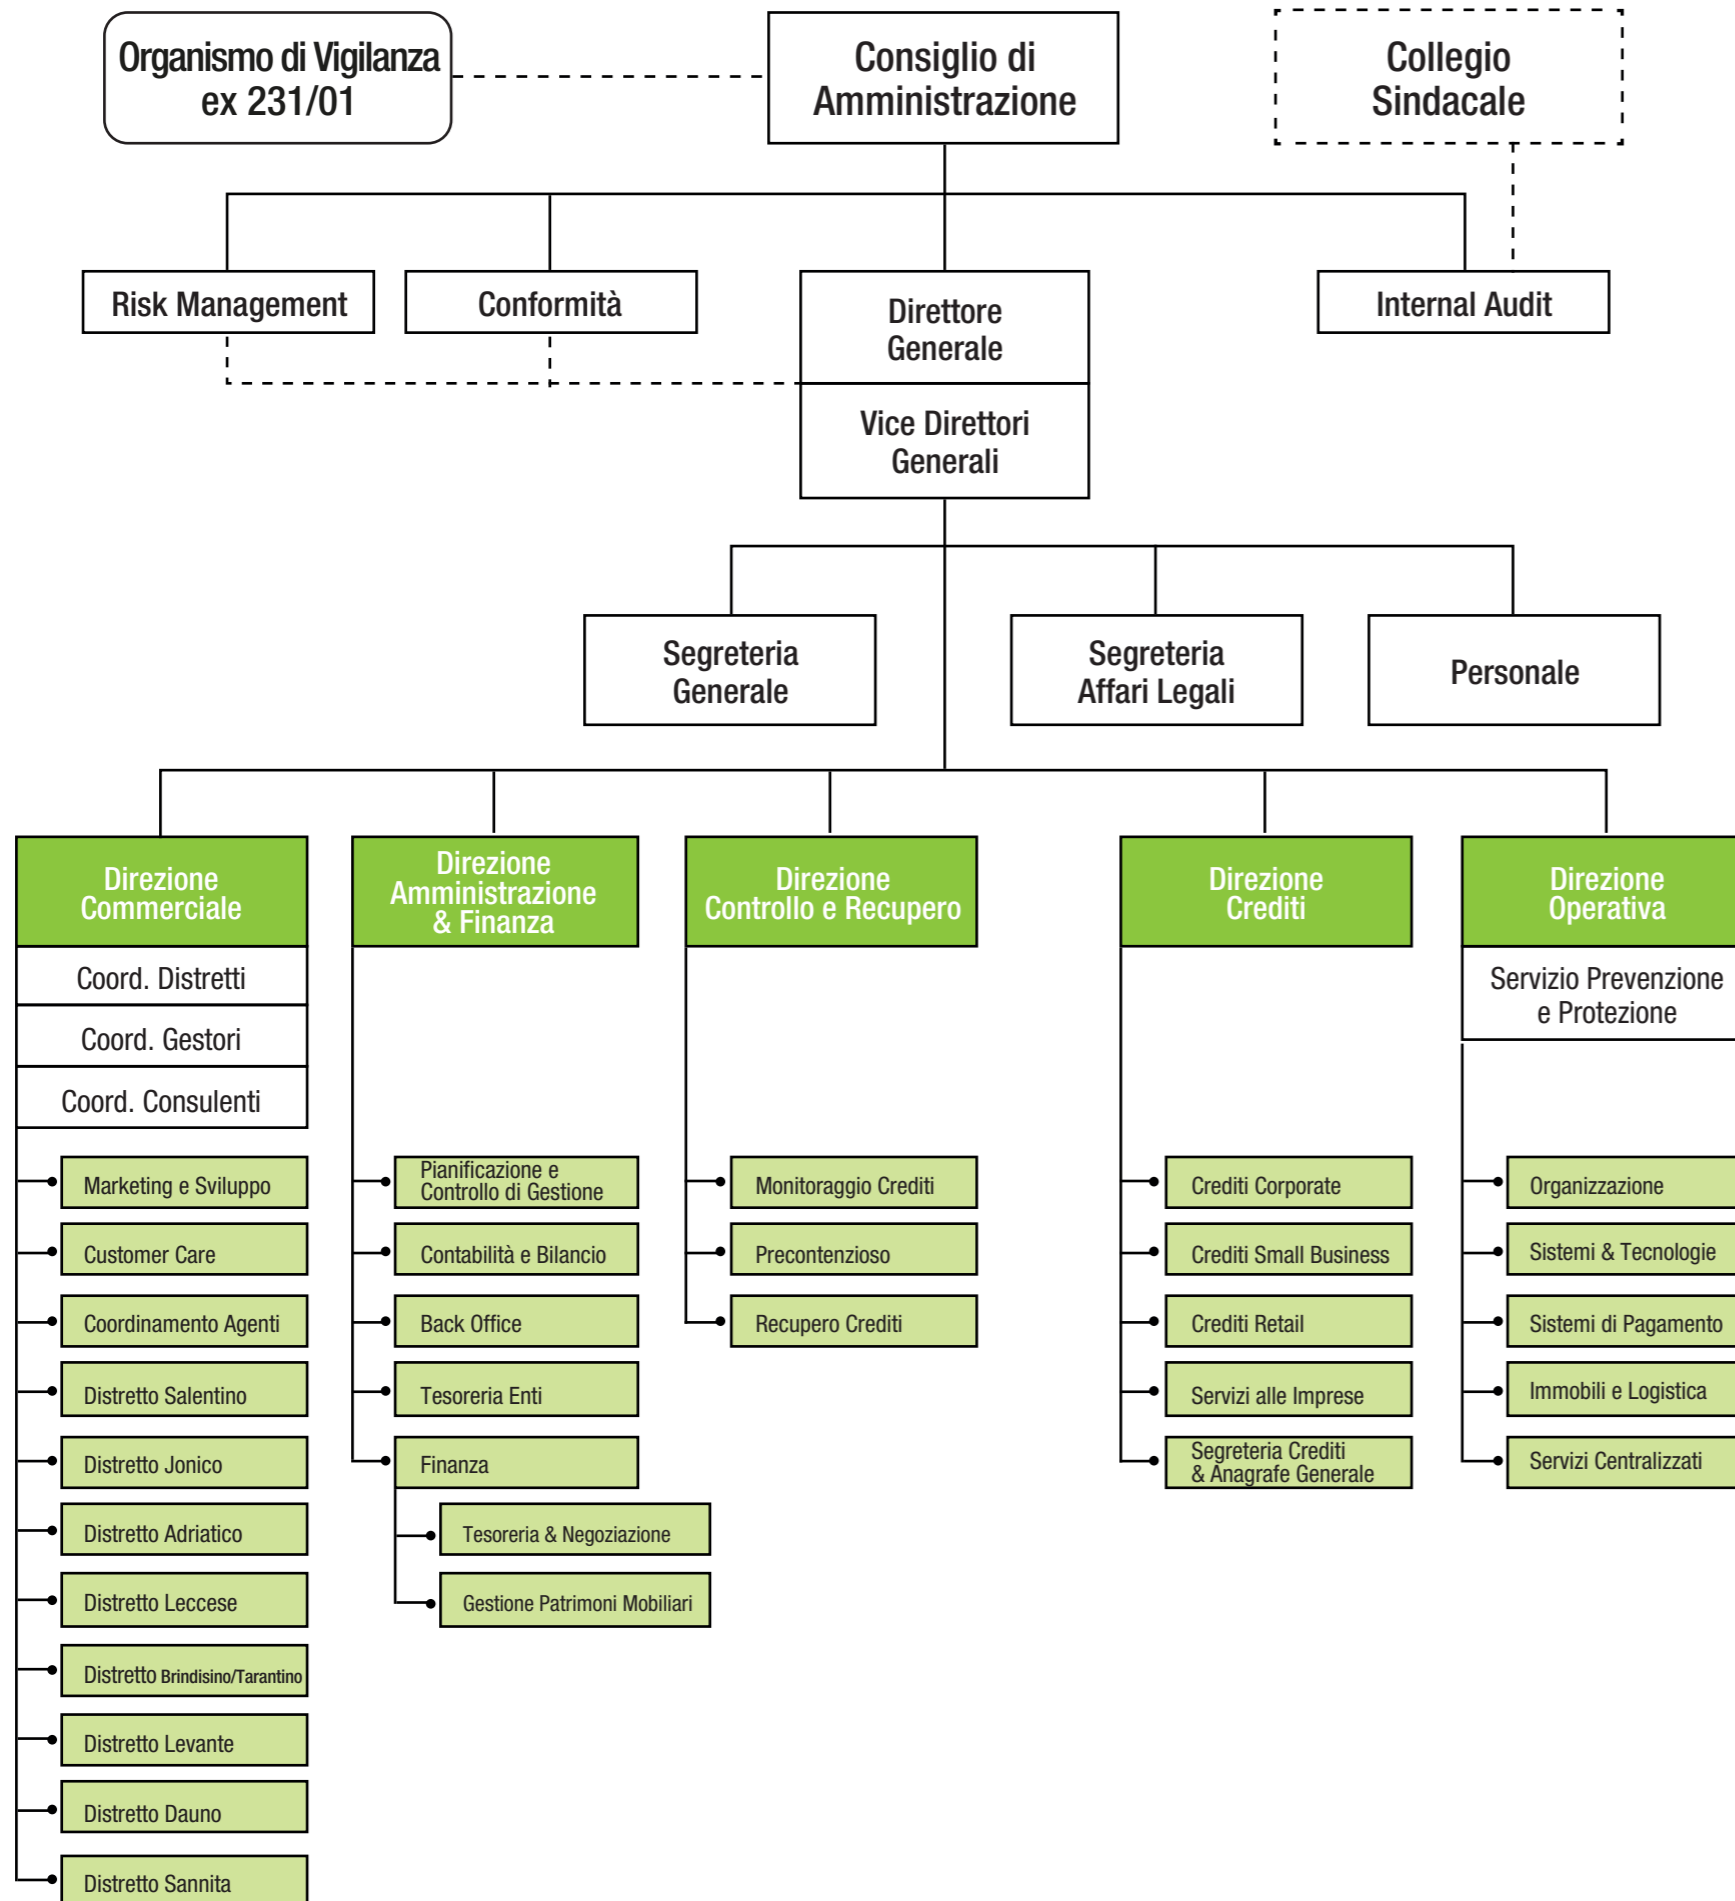 Organismo di Vigilanza
ex 231/01
Consiglio di
Amministrazione
Collegio
Sindacale
Risk Management
Conformità
Direttore
Generale
Internal Audit
Vice Direttori
Generali
Segreteria
Generale
Segreteria
Affari Legali
Personale
Direzione
Commerciale
Coord. Distretti
Coord. Gestori
Coord. Consulenti
Marketing e Sviluppo
Customer Care
Coordinamento Agenti
Distretto Salentino
Distretto Jonico
Distretto Adriatico
Distretto Leccese
Distretto Brindisino/Tarantino
Distretto Levante
Distretto Dauno
Distretto Sannita
Direzione
Amministrazione
& Finanza
Pianificazione e
Controllo di Gestione
Contabilità e Bilancio
Back Office
Tesoreria Enti
Finanza
Tesoreria & Negoziazione
Gestione Patrimoni Mobiliari
Direzione
Controllo e Recupero
Monitoraggio Crediti
Precontenzioso
Recupero Crediti
Direzione
Crediti
Crediti Corporate
Crediti Small Business
Crediti Retail
Servizi alle Imprese
Segreteria Crediti
& Anagrafe Generale
Direzione
Operativa
Servizio Prevenzione
e Protezione
Organizzazione
Sistemi & Tecnologie
Sistemi di Pagamento
Immobili e Logistica
Servizi Centralizzati